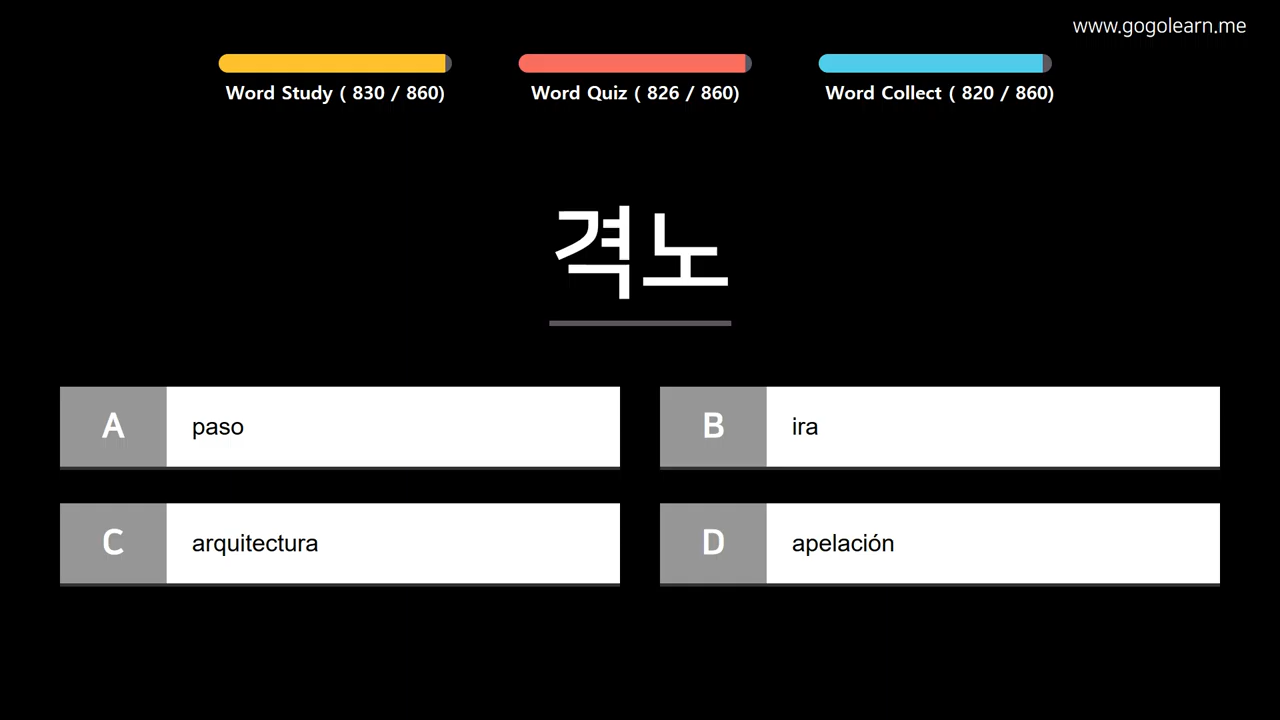 www.gogolearn.me
Word Study ( 830 / 860)
Word Quiz ( 826 / 860)
Word Collect ( 820 / 860)
격노
A paso
B ira
C arquitectura
D apelación